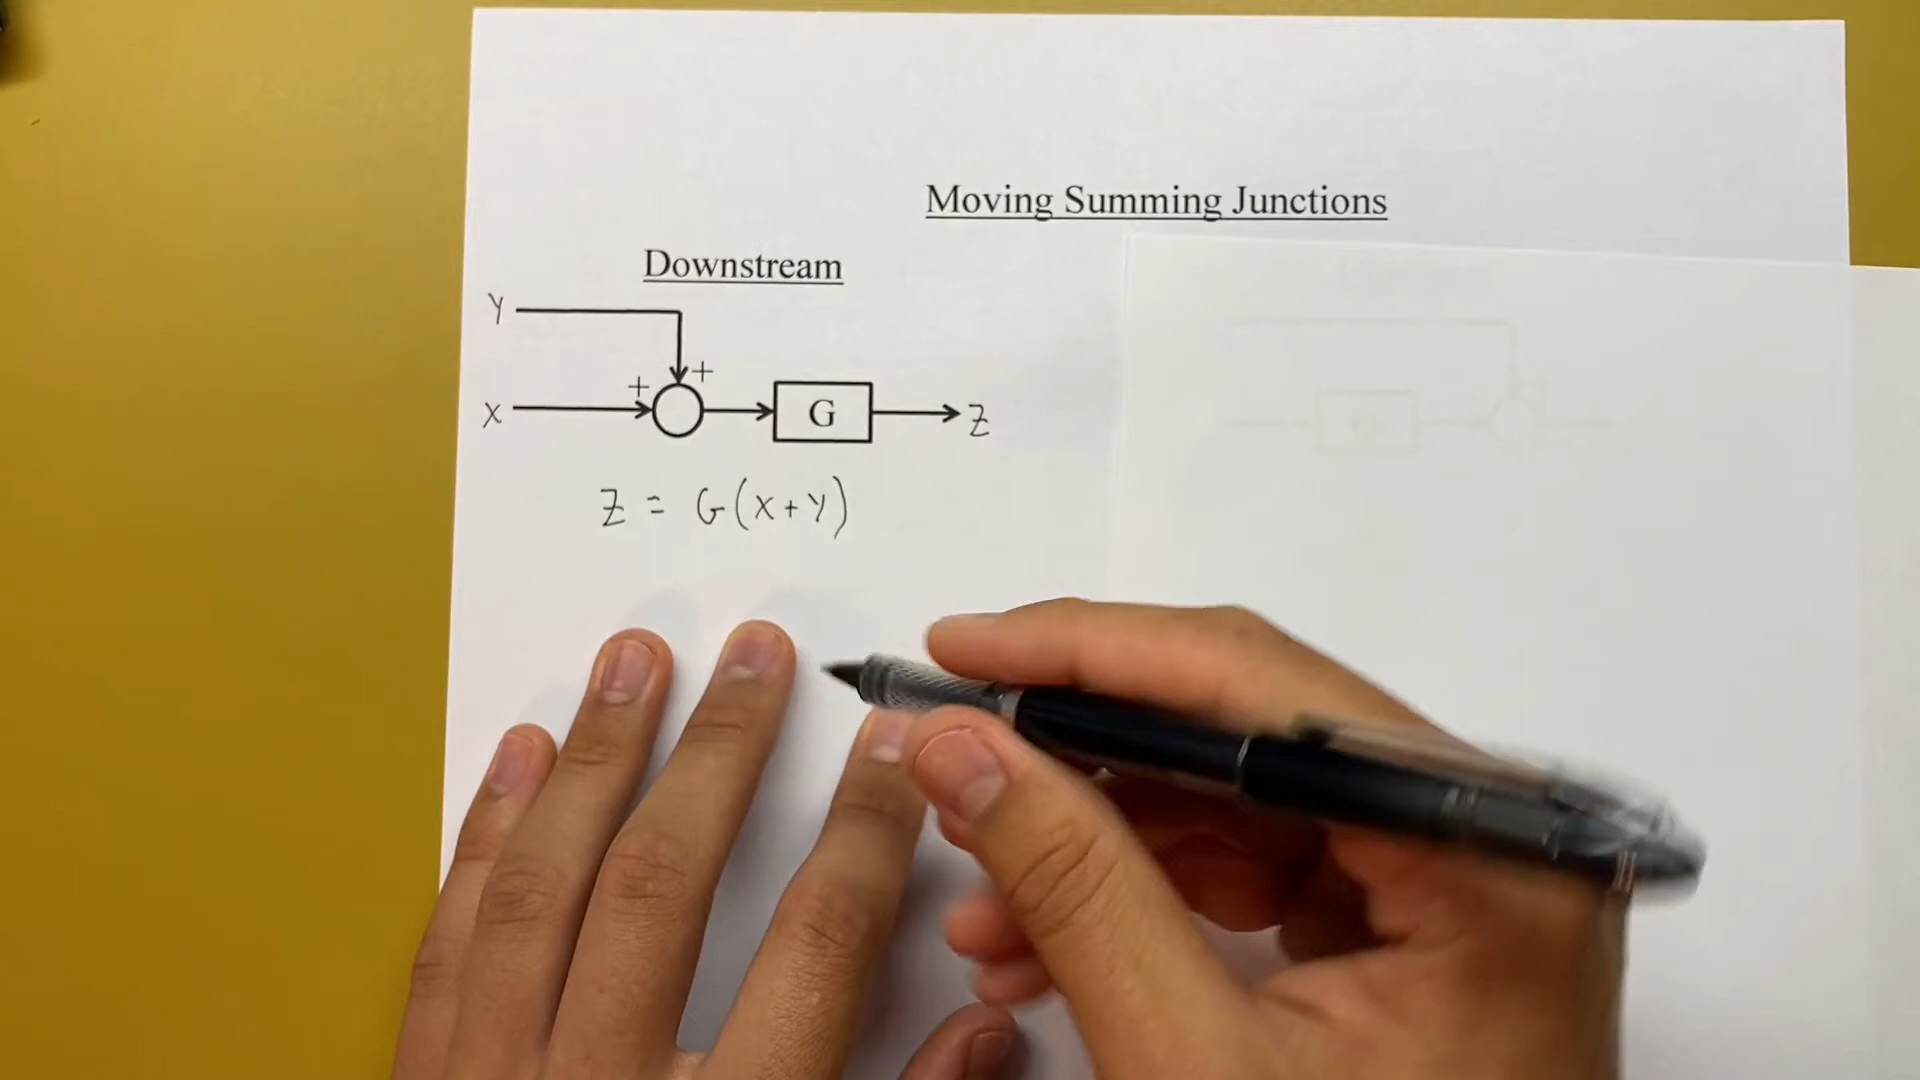 Moving Summing Junctions
Downstream
Y
+
+
X
G
Z
Z = G(X+Y)